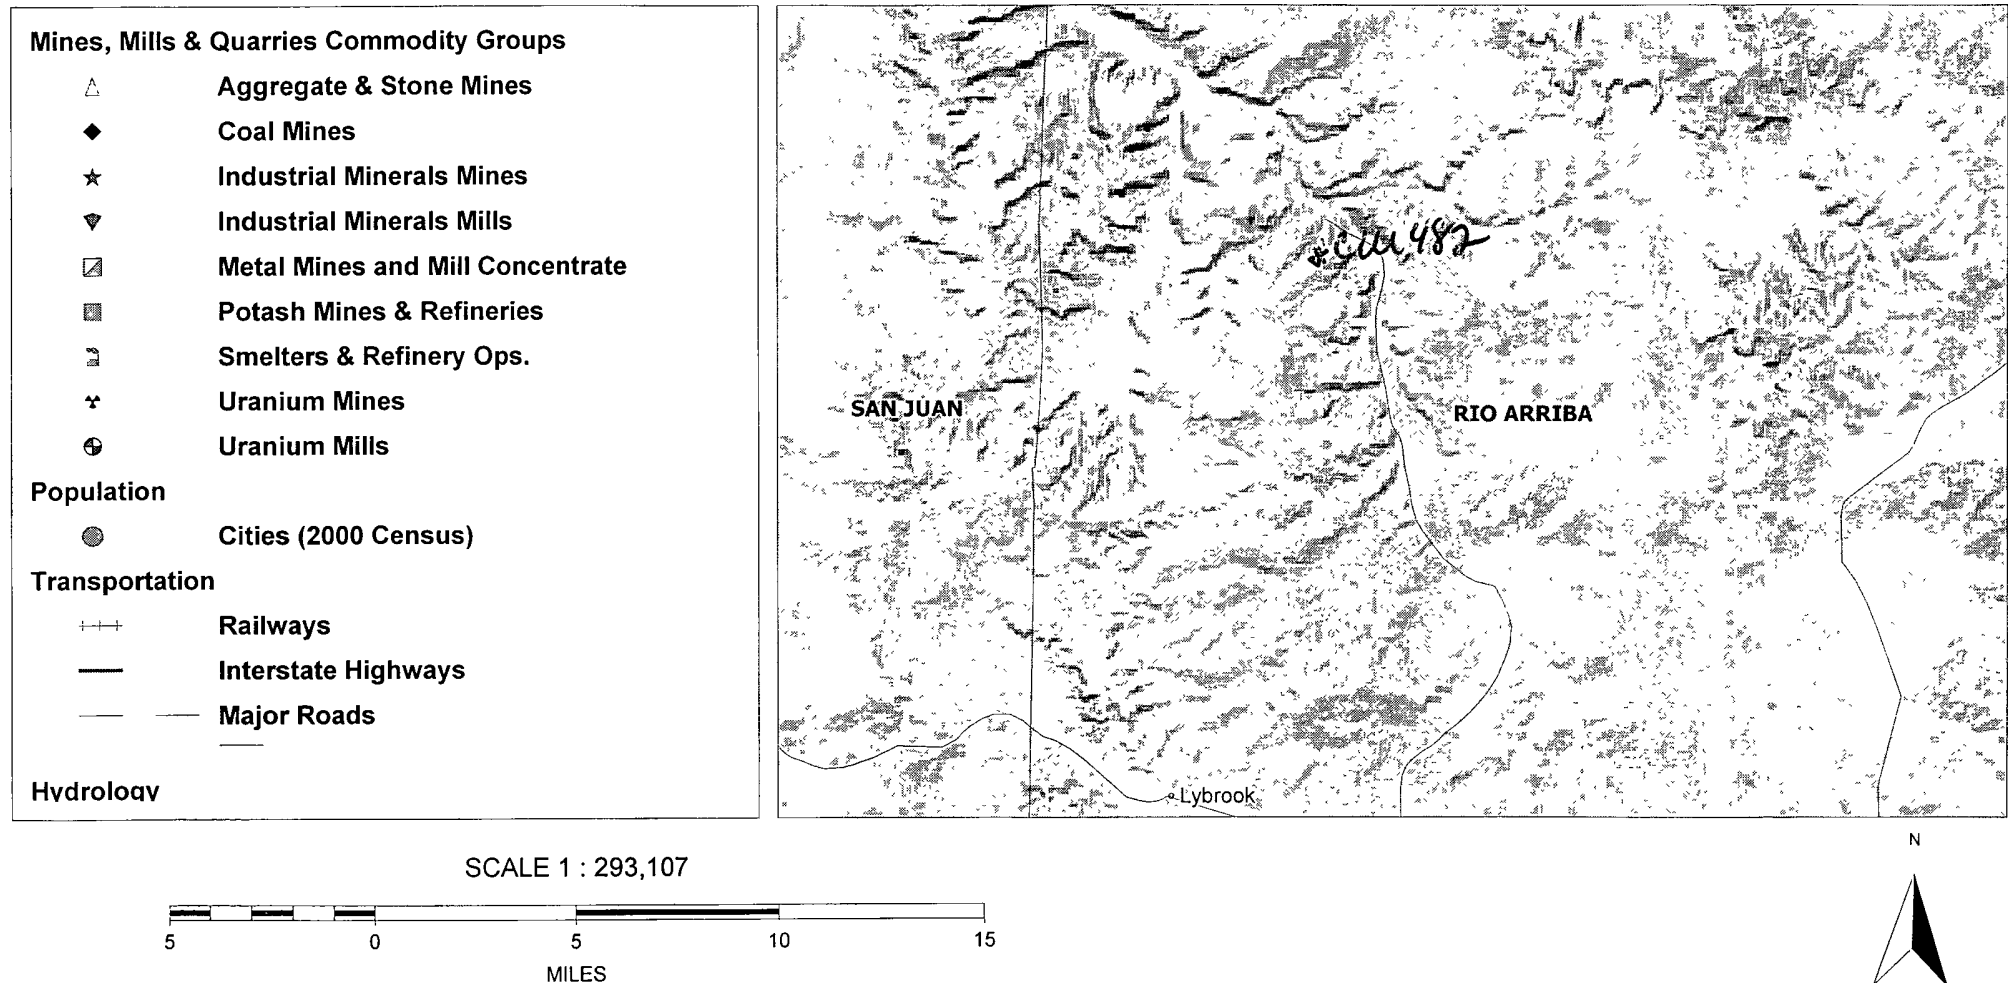 Mines, Mills & Quarries Commodity Groups
Aggregate & Stone Mines
Coal Mines
Industrial Minerals Mines
Industrial Minerals Mills
Metal Mines and Mill Concentrate
Potash Mines & Refineries
Smelters & Refinery Ops.
Uranium Mines
Uranium Mills
Population
Cities (2000 Census)
Transportation
Railways
Interstate Highways
Major Roads
Hydrology
482
SAN JUAN
RIO ARRIBA
Lybrook
SCALE 1 : 293,107
5 0 5 10 15
MILES
N